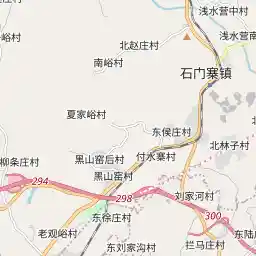 浅水营中村
北赵庄村
浅水营南
南峪村
石门寨镇
夏家峪村
东侯庄村
北林子村
柳条庄村
黑山窑后村
付水寨村
黑山窑村
294
298
刘家河村
东徐庄村
300
老观峪村
东刘家沟村
拦马庄村
东陆庄